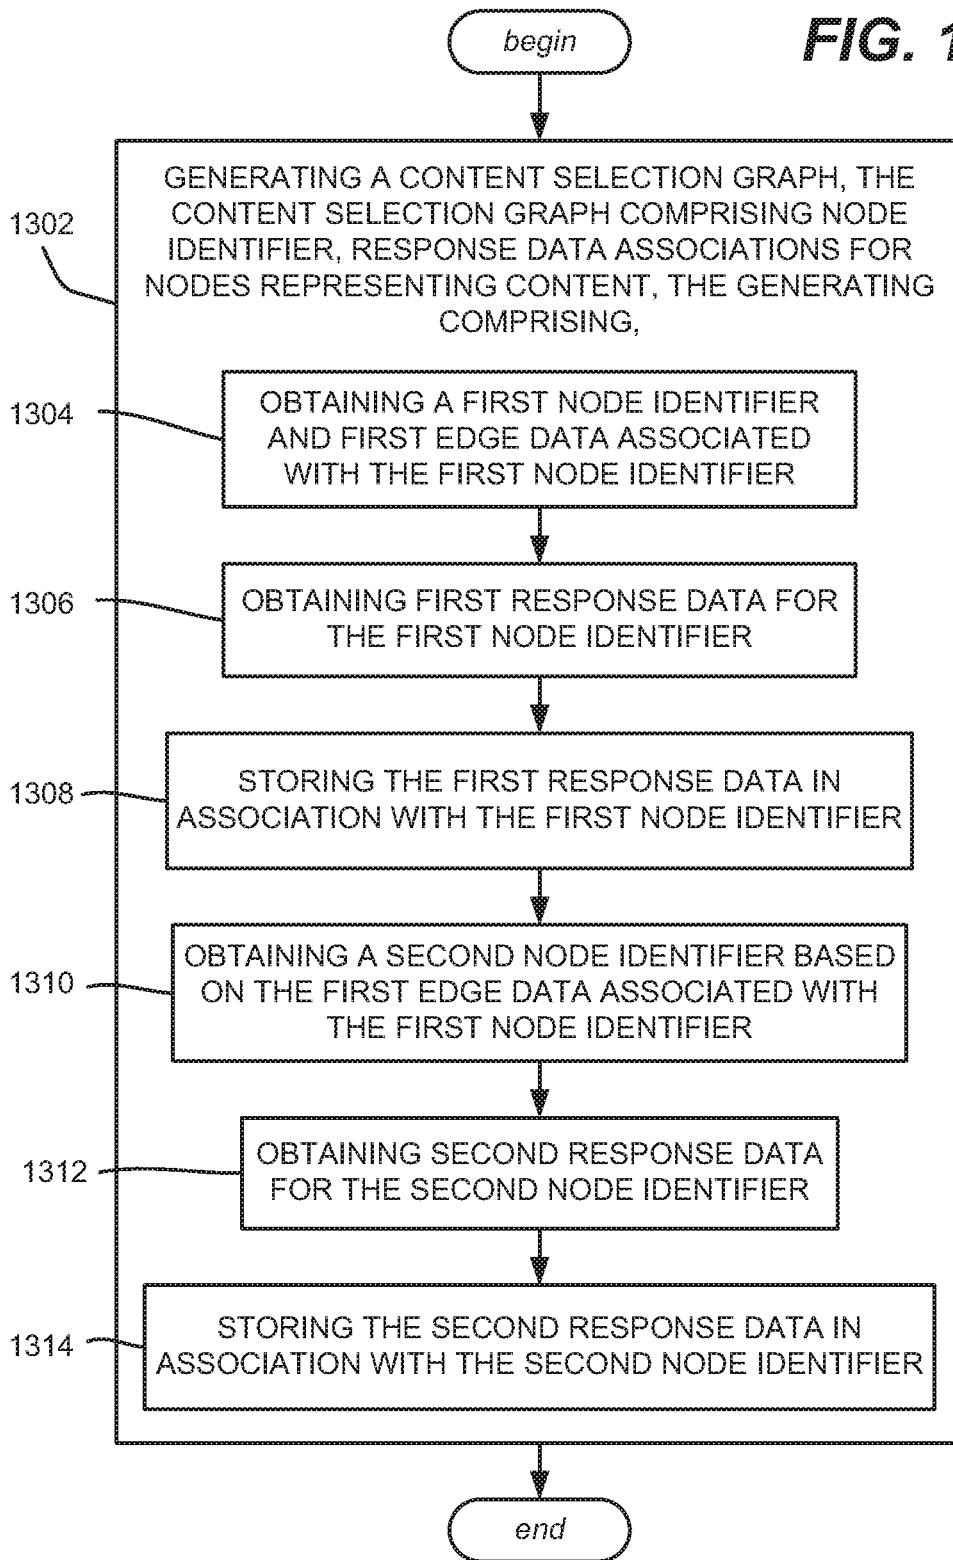 begin
FIG. 1
1302
GENERATING A CONTENT SELECTION GRAPH, THE
CONTENT SELECTION GRAPH COMPRISING NODE
IDENTIFIER, RESPONSE DATA ASSOCIATIONS FOR
NODES REPRESENTING CONTENT, THE GENERATING
COMPRISING,
1304
OBTAINING A FIRST NODE IDENTIFIER
AND FIRST EDGE DATA ASSOCIATED
WITH THE FIRST NODE IDENTIFIER
1306
OBTAINING FIRST RESPONSE DATA FOR
THE FIRST NODE IDENTIFIER
1308
STORING THE FIRST RESPONSE DATA IN
ASSOCIATION WITH THE FIRST NODE IDENTIFIER
1310
OBTAINING A SECOND NODE IDENTIFIER BASED
ON THE FIRST EDGE DATA ASSOCIATED WITH
THE FIRST NODE IDENTIFIER
1312
OBTAINING SECOND RESPONSE DATA
FOR THE SECOND NODE IDENTIFIER
1314
STORING THE SECOND RESPONSE DATA IN
ASSOCIATION WITH THE SECOND NODE IDENTIFIER
end